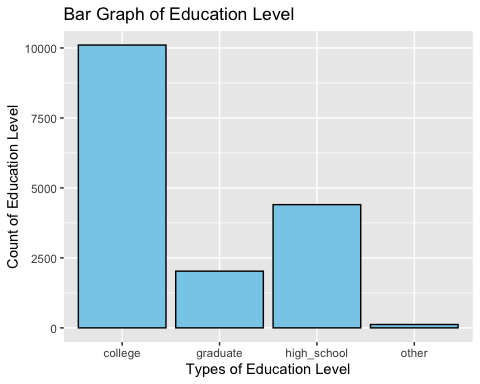 Bar Graph of Education Level
Count of Education Level
10000
7500
5000
2500
0
college graduate high_school other
Types of Education Level